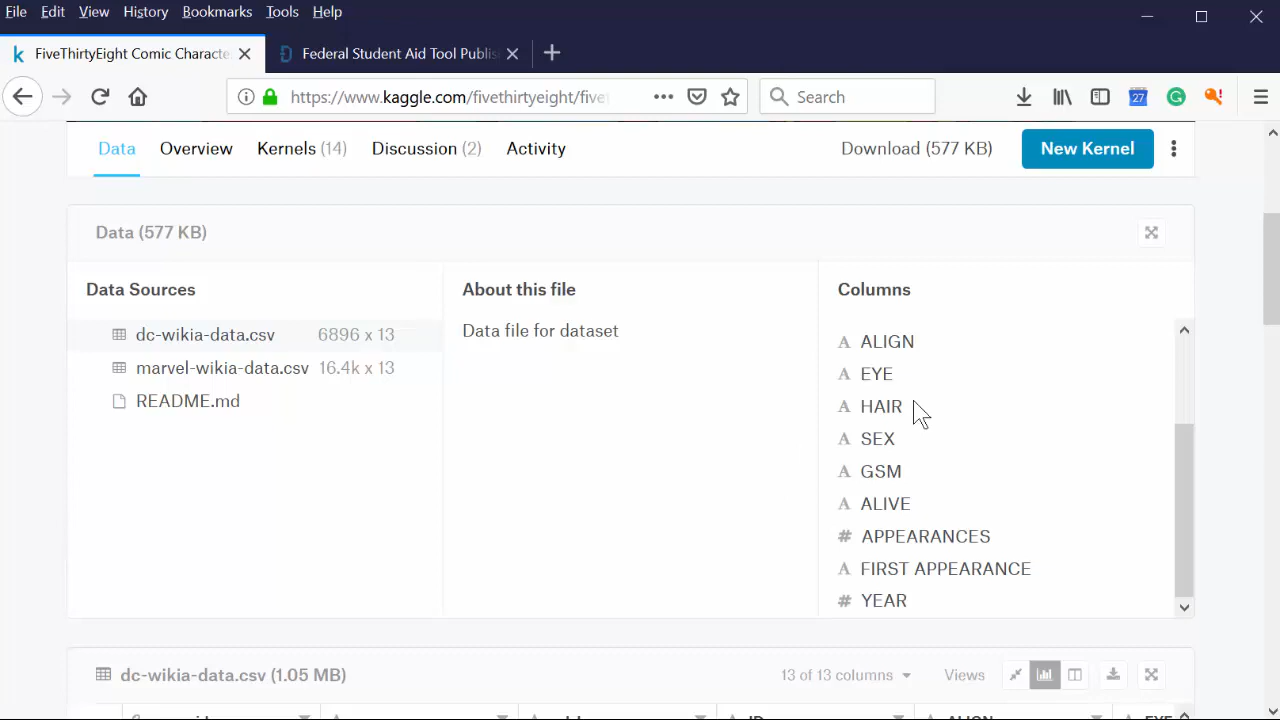 File Edit View History Bookmarks Tools Help
FiveThirtyEight Comic Characte
Federal Student Aid Tool Publis
https://www.kaggle.com/fivethirtyeight/five
Search
27
Data Overview Kernels (14) Discussion (2) Activity Download (577 KB) New Kernel
Data (577 KB)
Data Sources
dc-wikia-data.csv 6896 x 13
marvel-wikia-data.csv 16.4k x 13
README.md
About this file
Data file for dataset
Columns
A ALIGN
A EYE
A HAIR
A SEX
A GSM
A ALIVE
# APPEARANCES
A FIRST APPEARANCE
# YEAR
dc-wikia-data.csv (1.05 MB) 13 of 13 columns Views